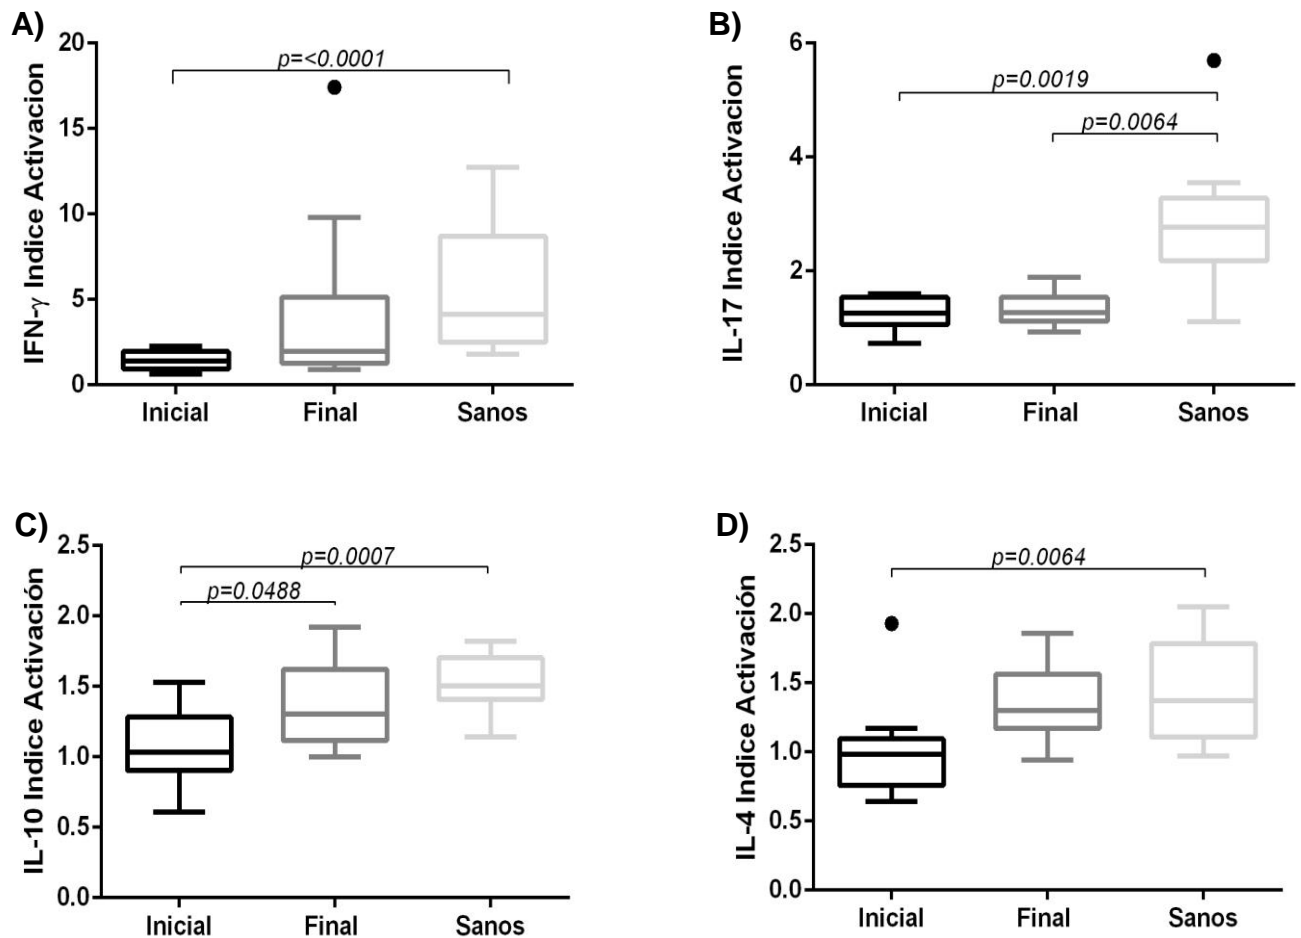 A)
IFN-γ Indice Activacion
20
15
10
5
0
p=<0.0001
Inicial Final Sanos
B)
IL-17 Indice Activacion
6
4
2
0
p=0.0019
p=0.0064
Inicial Final Sanos
C)
IL-10 Indice Activación
2.5
2.0
1.5
1.0
0.5
0.0
p=0.0007
p=0.0488
Inicial Final Sanos
D)
IL-4 Indice Activación
2.5
2.0
1.5
1.0
0.5
0.0
p=0.0064
Inicial Final Sanos